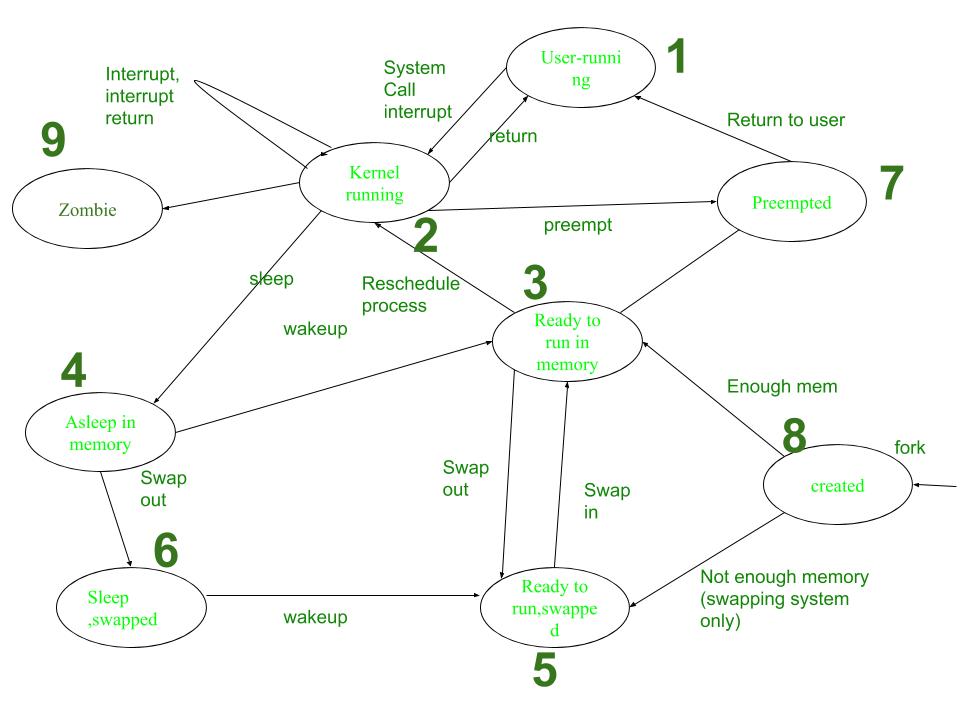 User-runni
ng
1
System
Call
interrupt
Interrupt,
interrupt
return
return
Return to user
9
Kernel
running
Zombie
2
Preempted
7
preempt
sleep
Reschedule
process
3
wakeup
Ready to
run in
memory
4
Asleep in
memory
Enough mem
8
fork
created
Swap
out
Swap
out
Swap
in
6
Sleep
,swapped
wakeup
Ready to
run,swappe
d
5
Not enough memory
(swapping system
only)